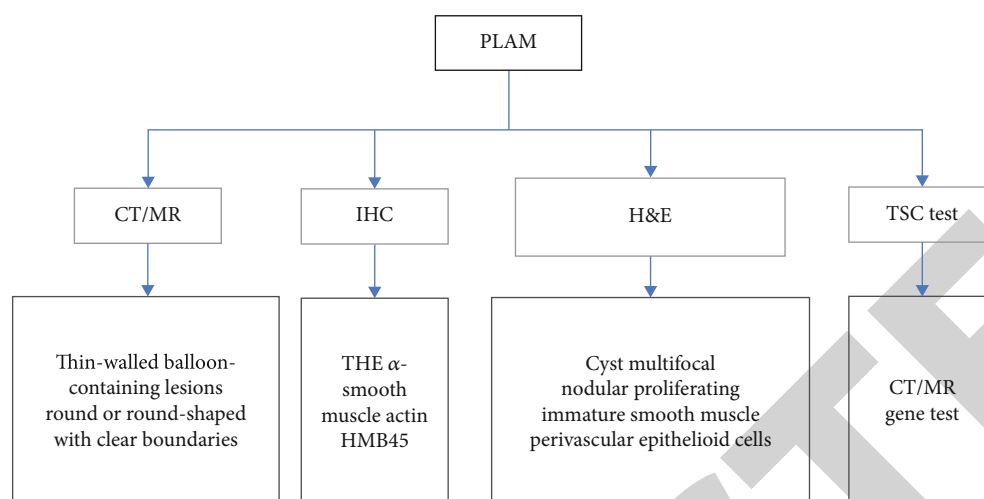 PLAM
CT/MR
IHC
H&E
TSC test
Thin-walled balloon-
containing lesions
round or round-shaped
with clear boundaries
THE α-
smooth
muscle actin
HMB45
Cyst multifocal
nodular proliferating
immature smooth muscle
perivascular epithelioid cells
CT/MR
gene test